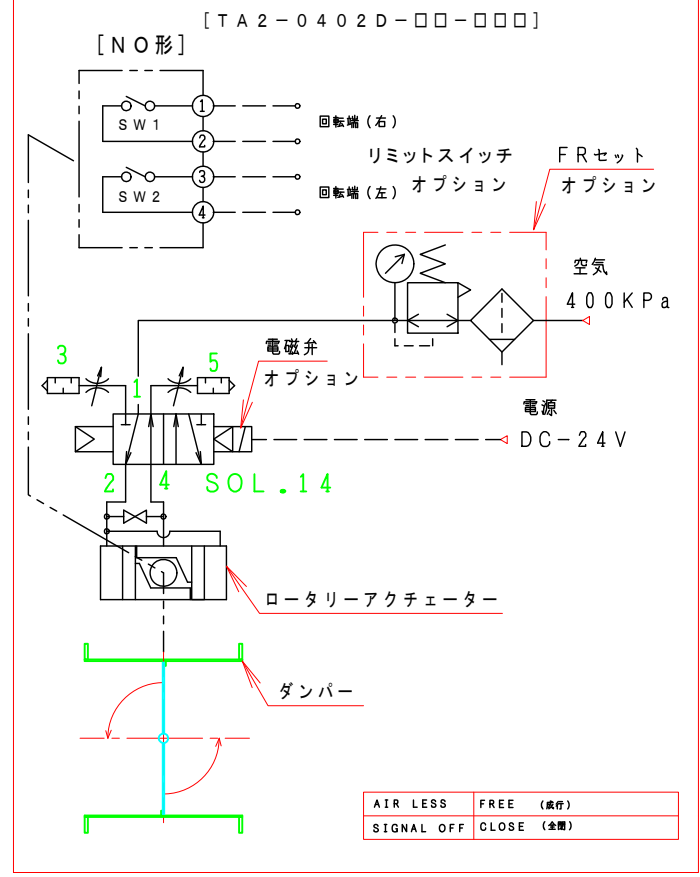 [TA2-0402D-□□-□□□]
[NO形]
1
SW1
2
回転端(右)
3
SW2
4
回転端(左)
リミットスイッチ
オプション
FRセット
オプション
空気
400KPa
電磁弁
オプション
3
1
5
電源
DC-24V
2
4
SOL.14
ロータリーアクチェーター
ダンパー
AIR LESS FREE (成行)
SIGNAL OFF CLOSE (全閉)